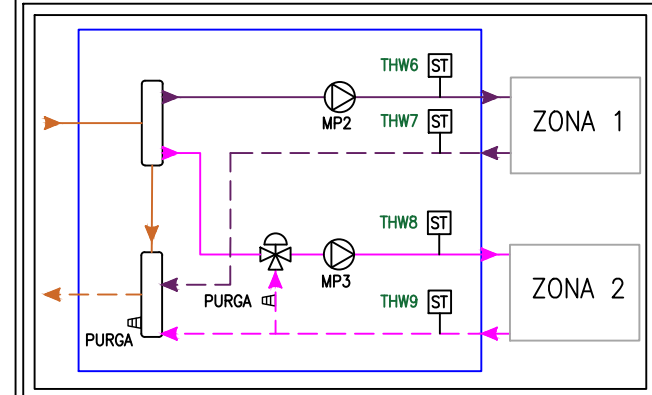 THW6 ST
MP2
ZONA 1
THW7 ST
THW8 ST
MP3
ZONA 2
PURGA
THW9 ST
PURGA